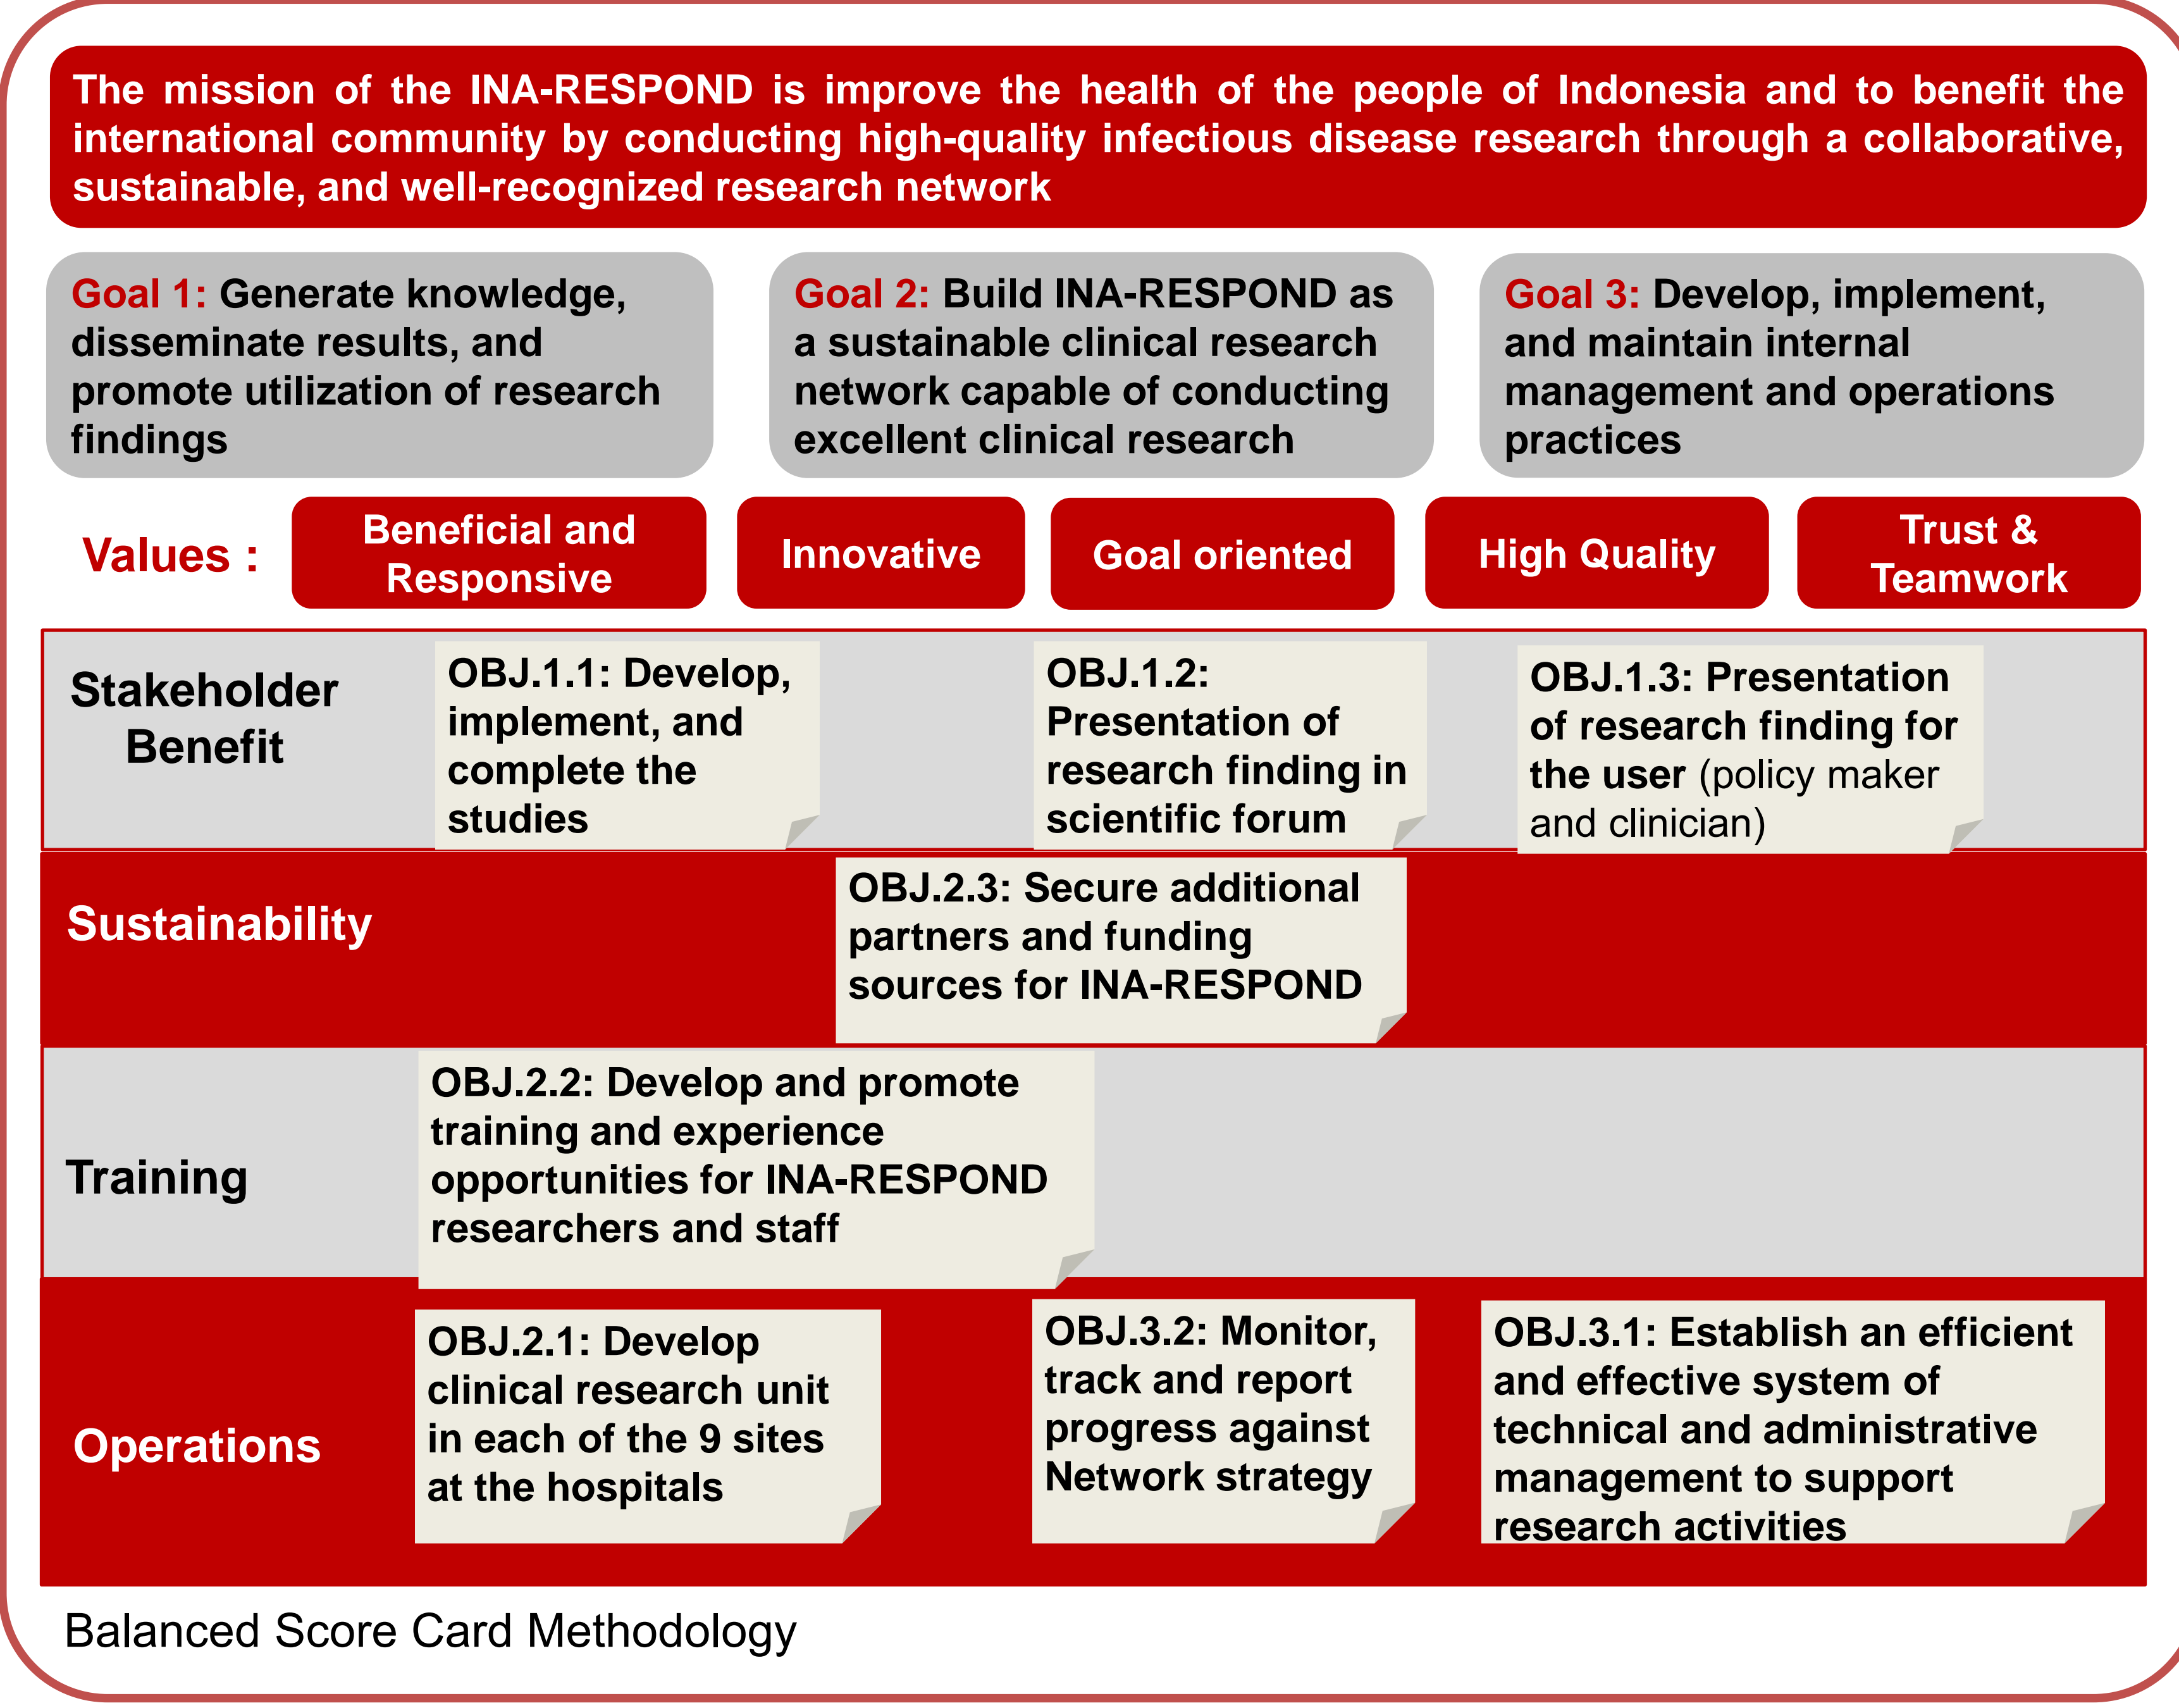 The mission of the INA-RESPOND is improve the health of the people of Indonesia and to benefit the
international community by conducting high-quality infectious disease research through a collaborative,
sustainable, and well-recognized research network
Goal 1: Generate knowledge,
disseminate results, and
promote utilization of research
findings
Goal 2: Build INA-RESPOND as
a sustainable clinical research
network capable of conducting
excellent clinical research
Goal 3: Develop, implement,
and maintain internal
management and operations
practices
Values :
Beneficial and
Responsive
Innovative
Goal oriented
High Quality
Trust &
Teamwork
Stakeholder
Benefit
OBJ.1.1: Develop,
implement, and
complete the
studies
OBJ.1.2:
Presentation of
research finding in
scientific forum
OBJ.1.3: Presentation
of research finding for
the user (policy maker
and clinician)
Sustainability
OBJ.2.3: Secure additional
partners and funding
sources for INA-RESPOND
Training
OBJ.2.2: Develop and promote
training and experience
opportunities for INA-RESPOND
researchers and staff
Operations
OBJ.2.1: Develop
clinical research unit
in each of the 9 sites
at the hospitals
OBJ.3.2: Monitor,
track and report
progress against
Network strategy
OBJ.3.1: Establish an efficient
and effective system of
technical and administrative
management to support
research activities
Balanced Score Card Methodology